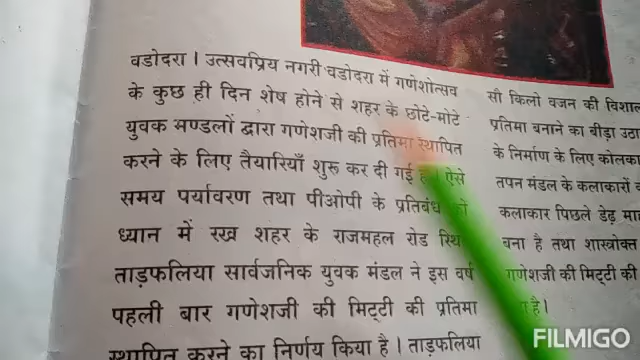 वडोदरा । उत्सवप्रिय नगरी वडोदरा में गणेशोत्सव
के कुछ ही दिन शेष होने से शहर के छोटे-मोटे
युवक मण्डलों द्वारा गणेशजी की प्रतिमा स्थापित
करने के लिए तैयारियाँ शुरू कर दी गई ऐसे
समय पर्यावरण तथा पीओपी के
ध्यान में रख शहर के राजमहल रोड
ताड़फलिया सार्वजनिक युवक मंडल ने इस वर्ष
पहली बार गणेशजी की मिट्टी की प्रतिमा
स्थापित करने का निर्णय किया है । ताड़फलिया
सौ किलो वजन की
प्रतिमा बनाने का बीड़ा
के निर्माण के लिए
तपन मंडल के कलाकारों
कलाकार पिछले डेढ़
बना है तथा शास्त्रोक्त
गणेशजी की मिट्टी की
है ।
FILMIGO